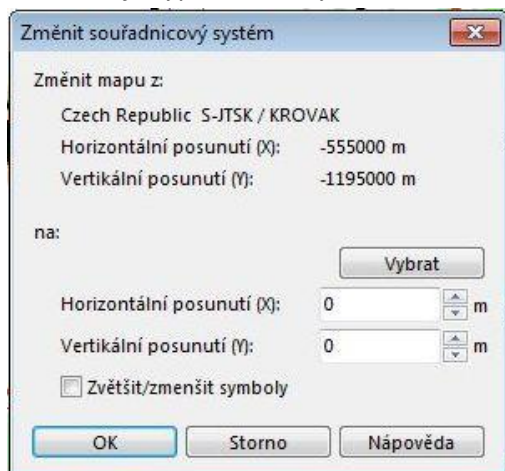 Změnit souřadnicový systém
Změnit mapu z:
Czech Republic S-JTSK / KROVAK
Horizontální posunutí (X): -555000 m
Vertikální posunutí (Y): -1195000 m
na:
Vybrat
Horizontální posunutí (X): 0 m
Vertikální posunutí (Y): 0 m
Zvětšit/zmenšit symboly
OK Storno Nápověda